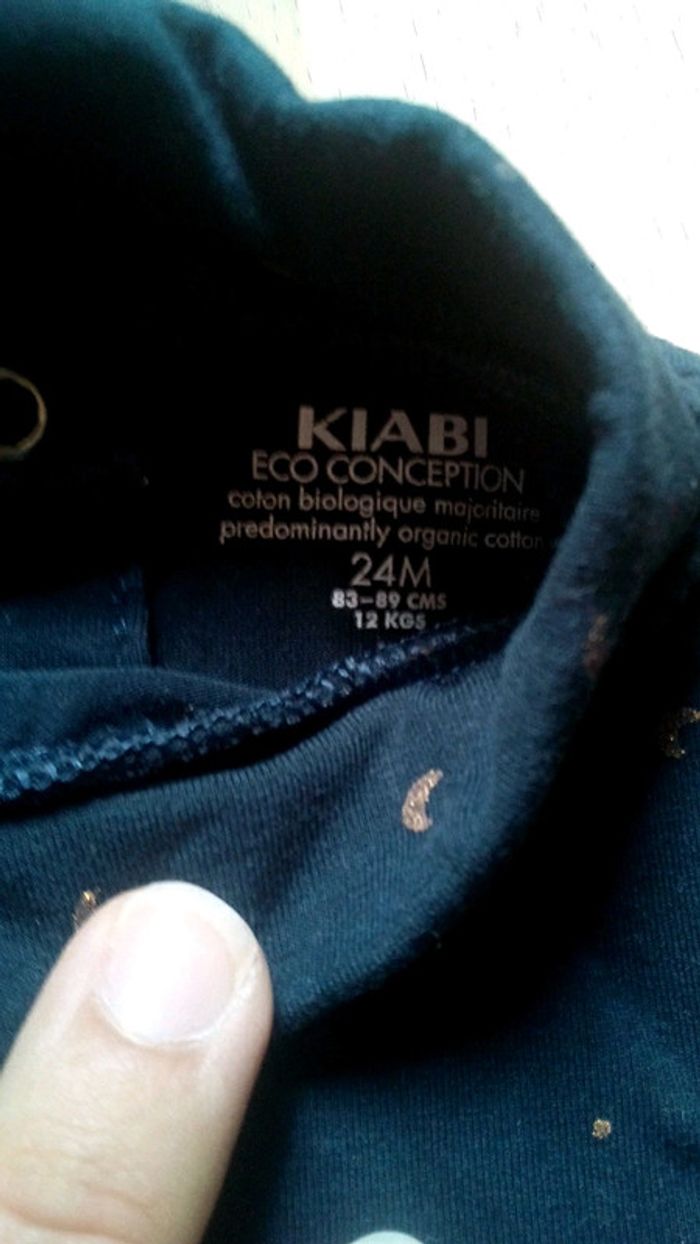 KIABI
ECO CONCEPTION
coton biologique majoritaire
predominantly organic cotton
24M
83-89 CMS
12 KGS